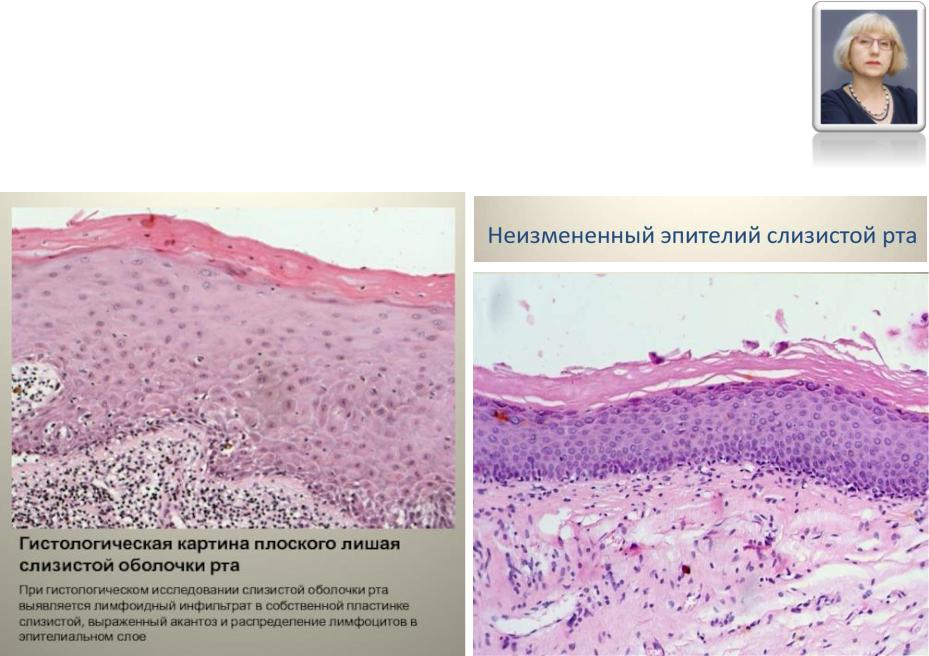 Неизмененный эпителий слизистой рта
Гистологическая картина плоского лишая
слизистой оболочки рта
При гистологическом исследовании слизистой оболочки рта
выявляется лимфоидный инфильтрат в собственной пластинке
слизистой, выраженный акантоз и распределение лимфоцитов в
эпителиальном слое